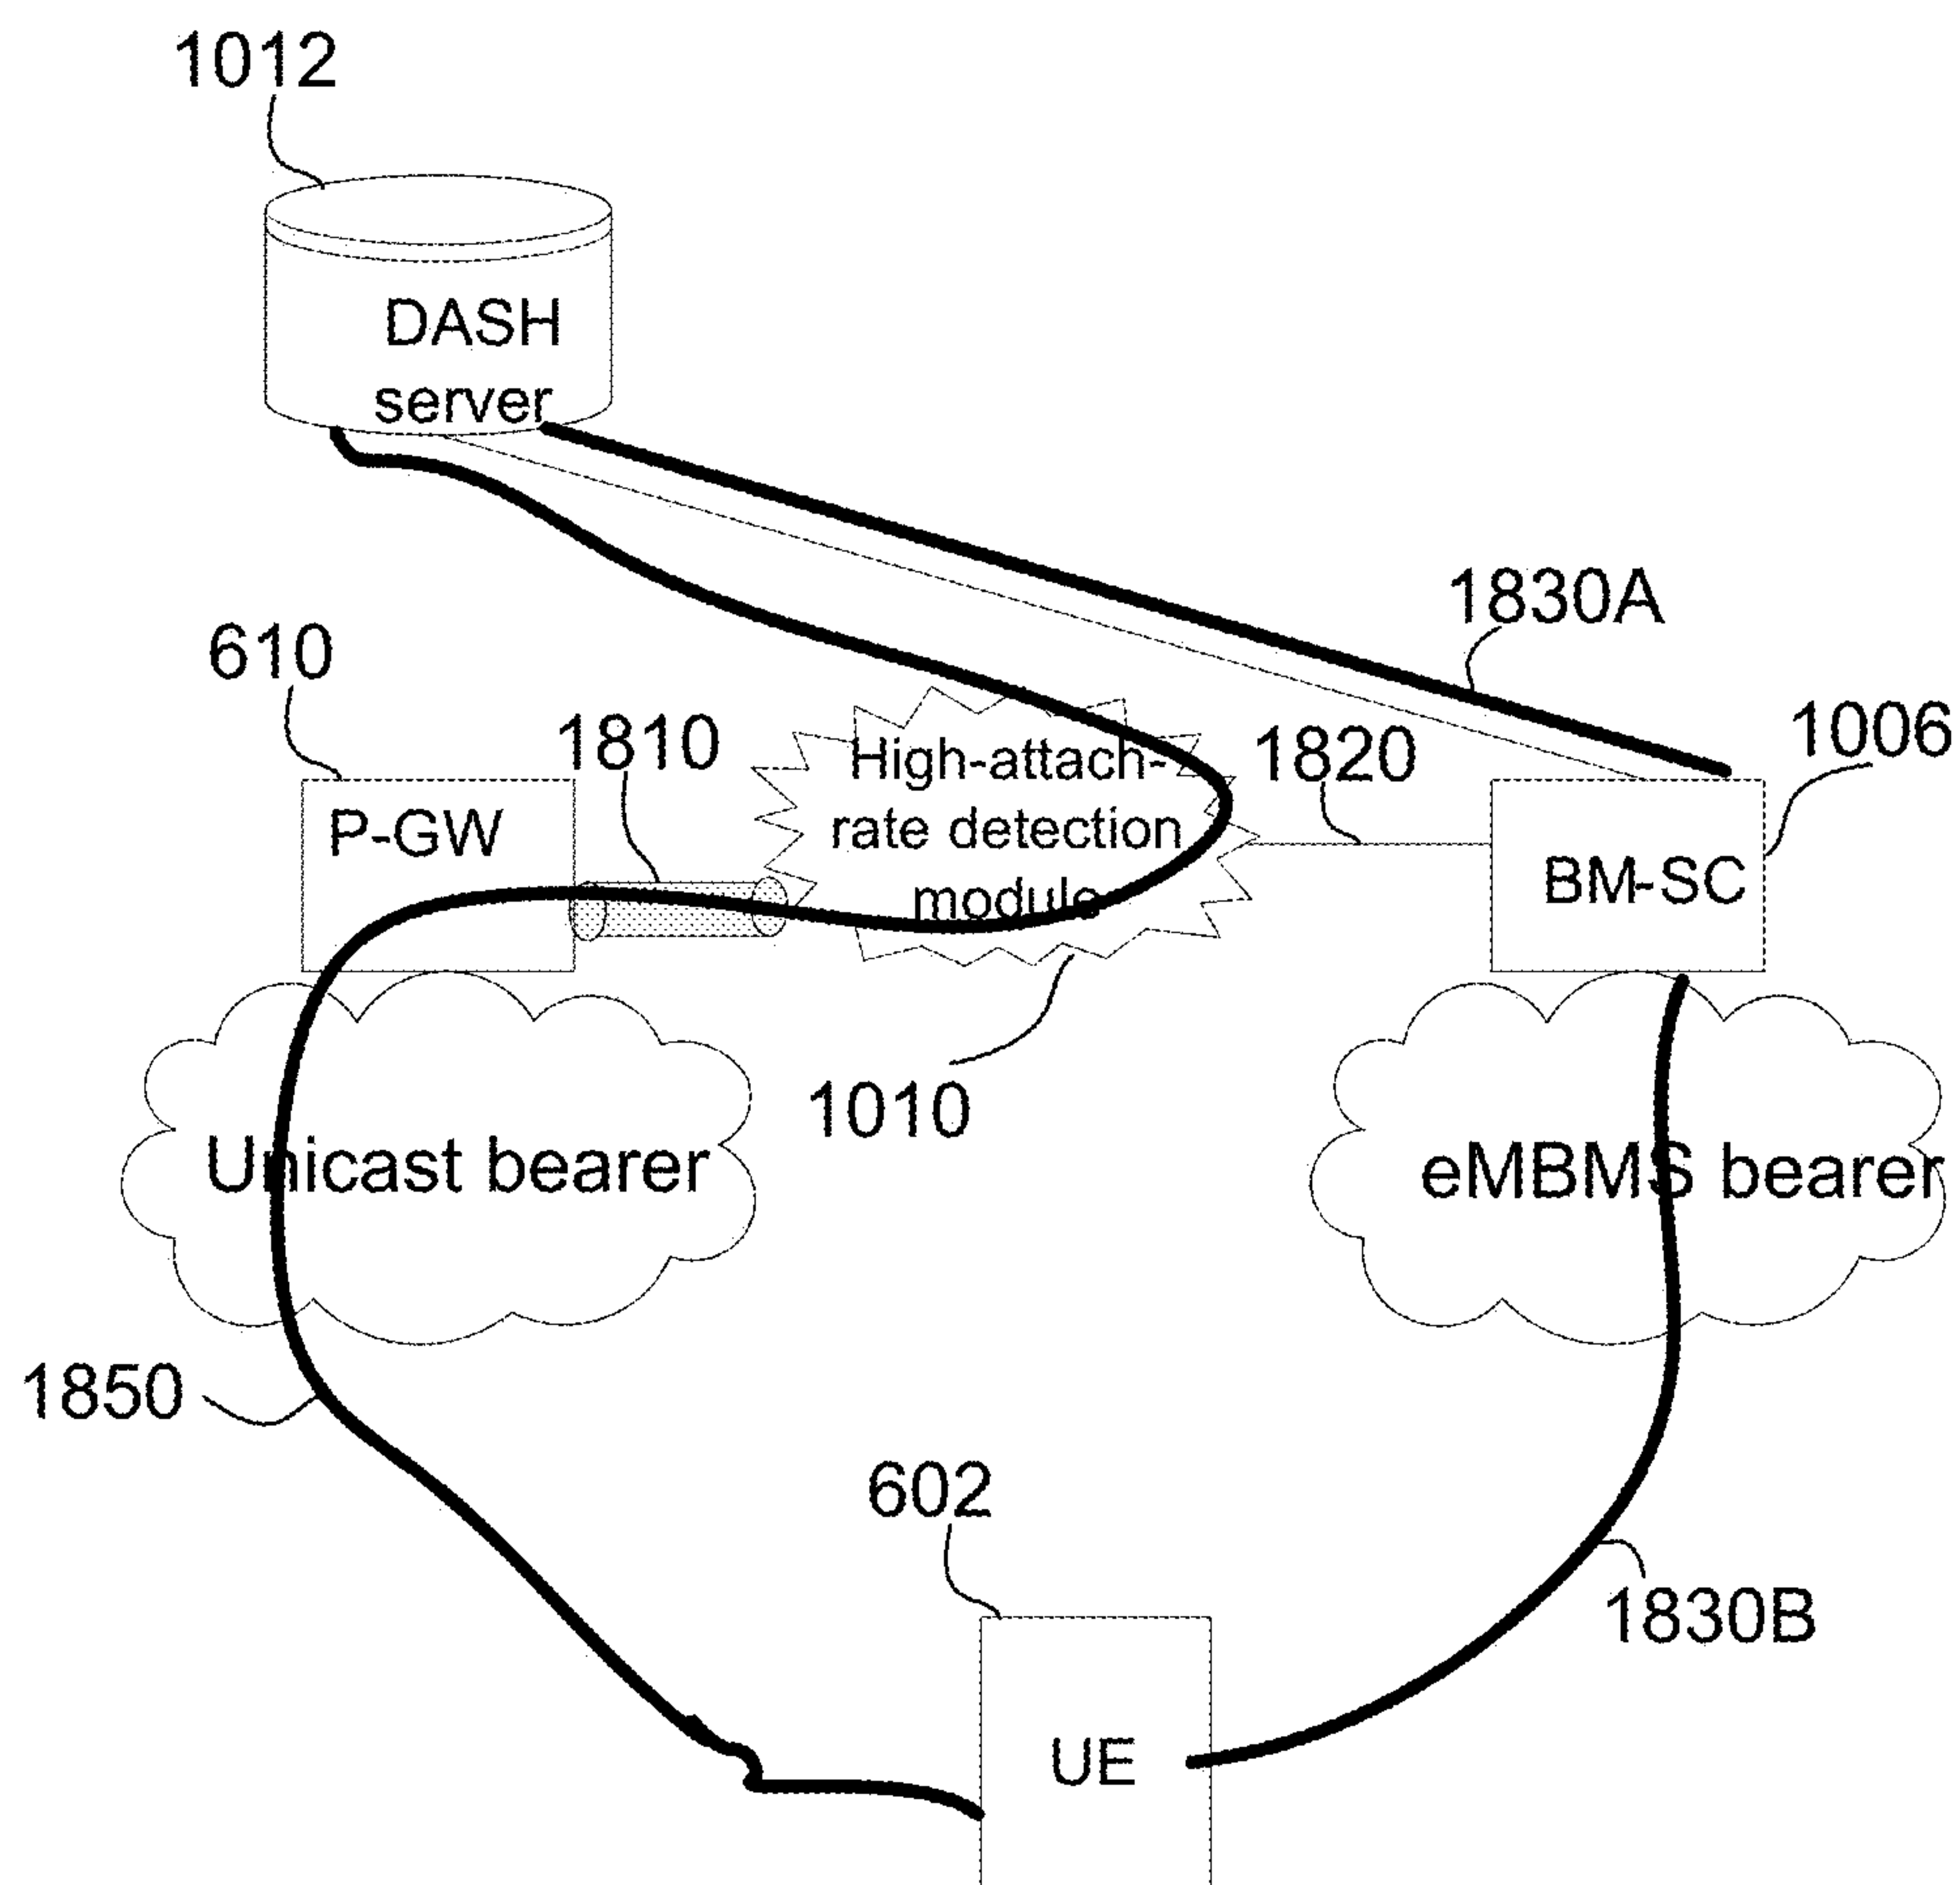 1012
DASH
server
1830A
610
1810
1820
1006
P-GW
High-attach-
rate detection
module
BM-SC
1010
Unicast bearer
eMBMS bearer
1850
602
1830B
UE